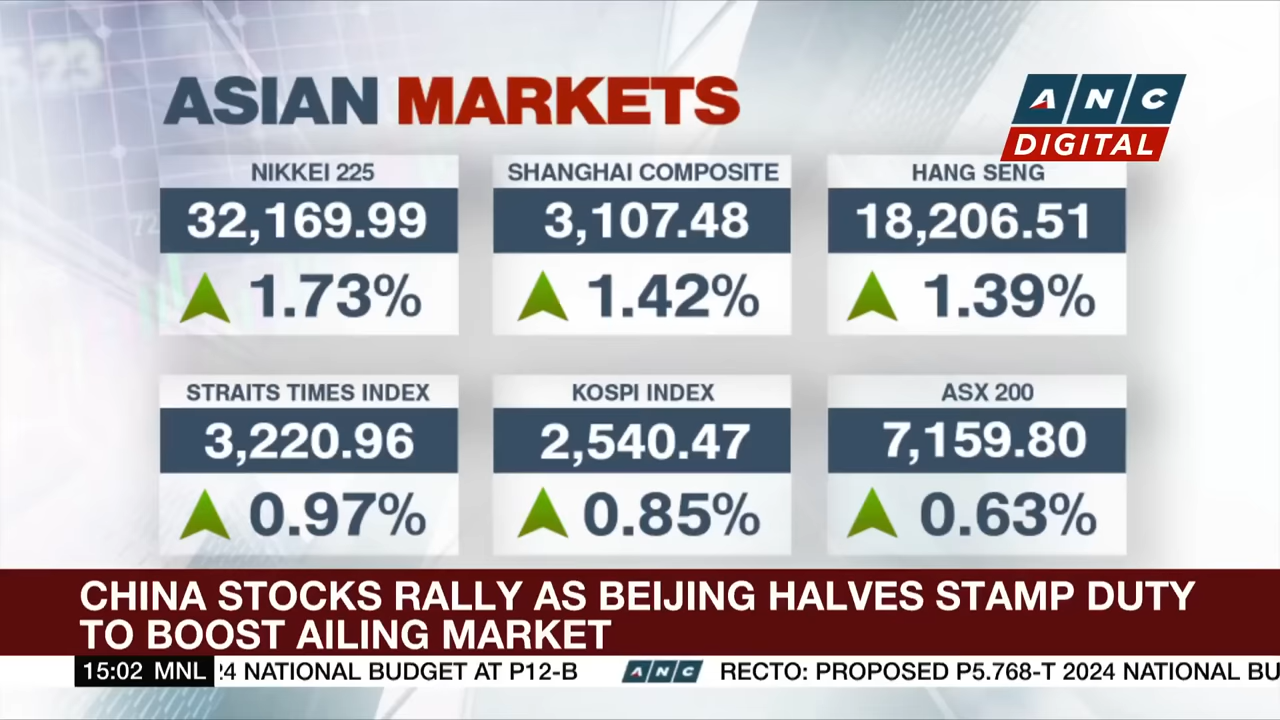 ASIAN MARKETS
ANC
DIGITAL
NIKKEI 225
32,169.99
1.73%
SHANGHAI COMPOSITE
3,107.48
1.42%
HANG SENG
18,206.51
1.39%
STRAITS TIMES INDEX
3,220.96
0.97%
KOSPI INDEX
2,540.47
0.85%
ASX 200
7,159.80
0.63%
CHINA STOCKS RALLY AS BEIJING HALVES STAMP DUTY
TO BOOST AILING MARKET
15:02 MNL 24 NATIONAL BUDGET AT P12-B ANC RECTO: PROPOSED P5.768-T 2024 NATIONAL BU